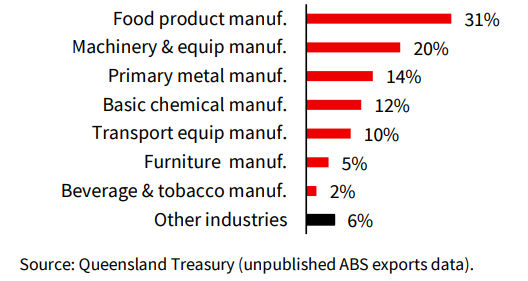 Food product manuf. 31%
Machinery & equip manuf. 20%
Primary metal manuf. 14%
Basic chemical manuf. 12%
Transport equip manuf. 10%
Furniture manuf. 5%
Beverage & tobacco manuf. 2%
Other industries 6%
Source: Queensland Treasury (unpublished ABS exports data).